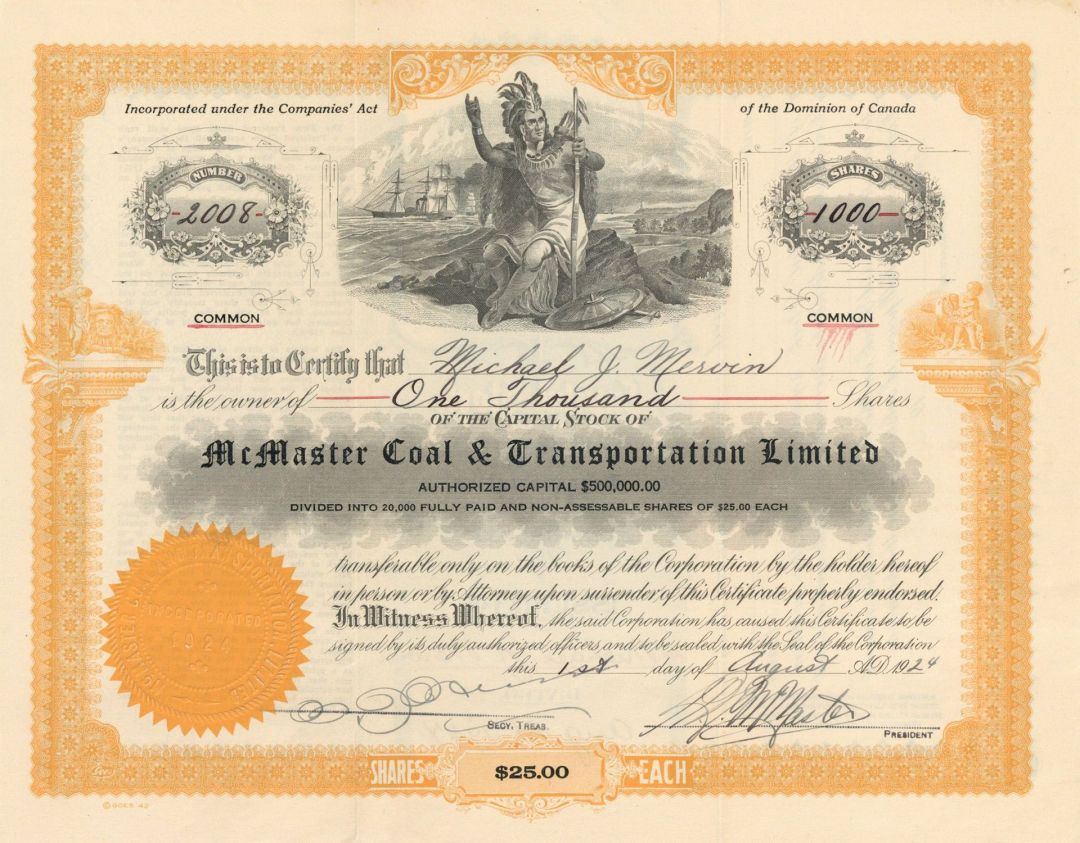 Incorporated under the Companies' Act
of the Dominion of Canada
NUMBER
-2008-
SHARES
-1000-
COMMON
COMMON
This is to Certify that Michael J. Mervin
is the owner of One Thousand Shares
OF THE CAPITAL STOCK OF
McMaster Coal & Transportation Limited
AUTHORIZED CAPITAL $500,000.00
DIVIDED INTO 20,000 FULLY PAID AND NON-ASSESSABLE SHARES OF $25.00 EACH
transferable only on the books of the Corporation by the holder hereof
in person or by Attorney upon surrender of this Certificate properly endorsed.
In Witness Whereof, the said Corporation has caused this Certificate to be
signed by its duly authorized officers and to be sealed with the Seal of the Corporation
this 1st day of August A.D. 1924
McMaster
SECY. TREAS.
PRESIDENT
INCORPORATED
1924
SHARES $25.00 EACH
© GOES 42